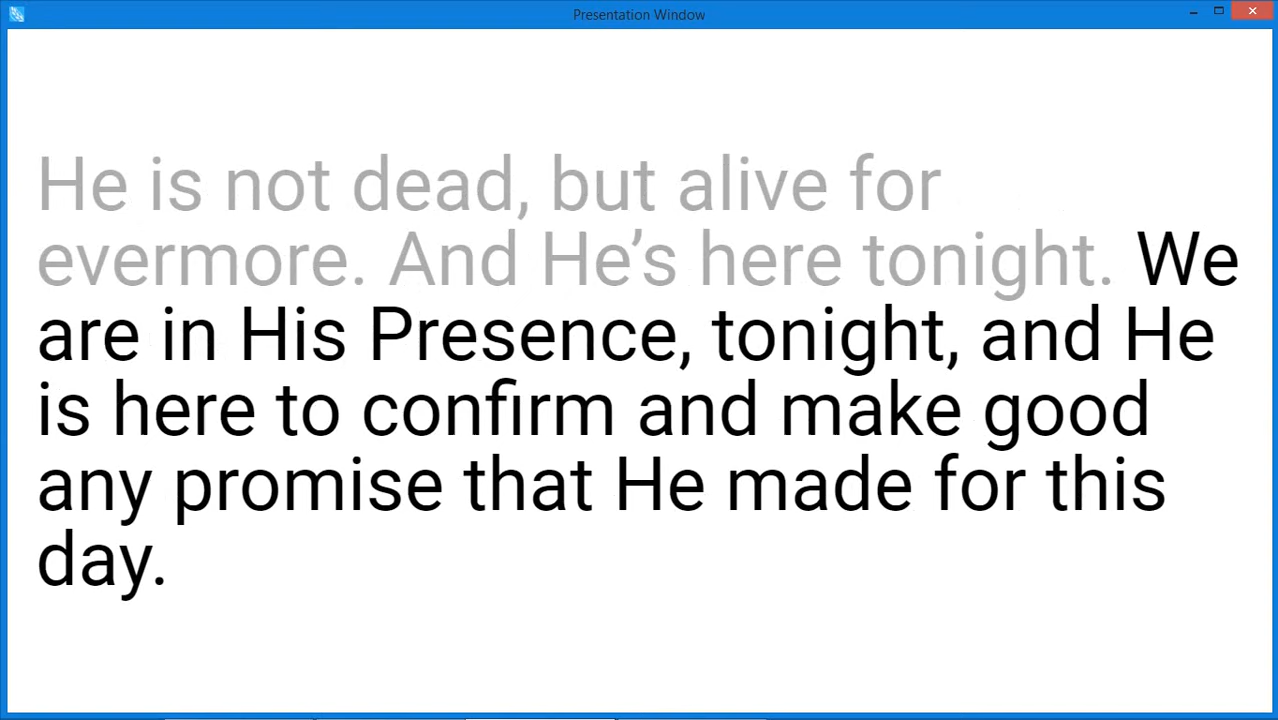 Presentation Window
He is not dead, but alive for
evermore. And He’s here tonight. We
are in His Presence, tonight, and He
is here to confirm and make good
any promise that He made for this
day.